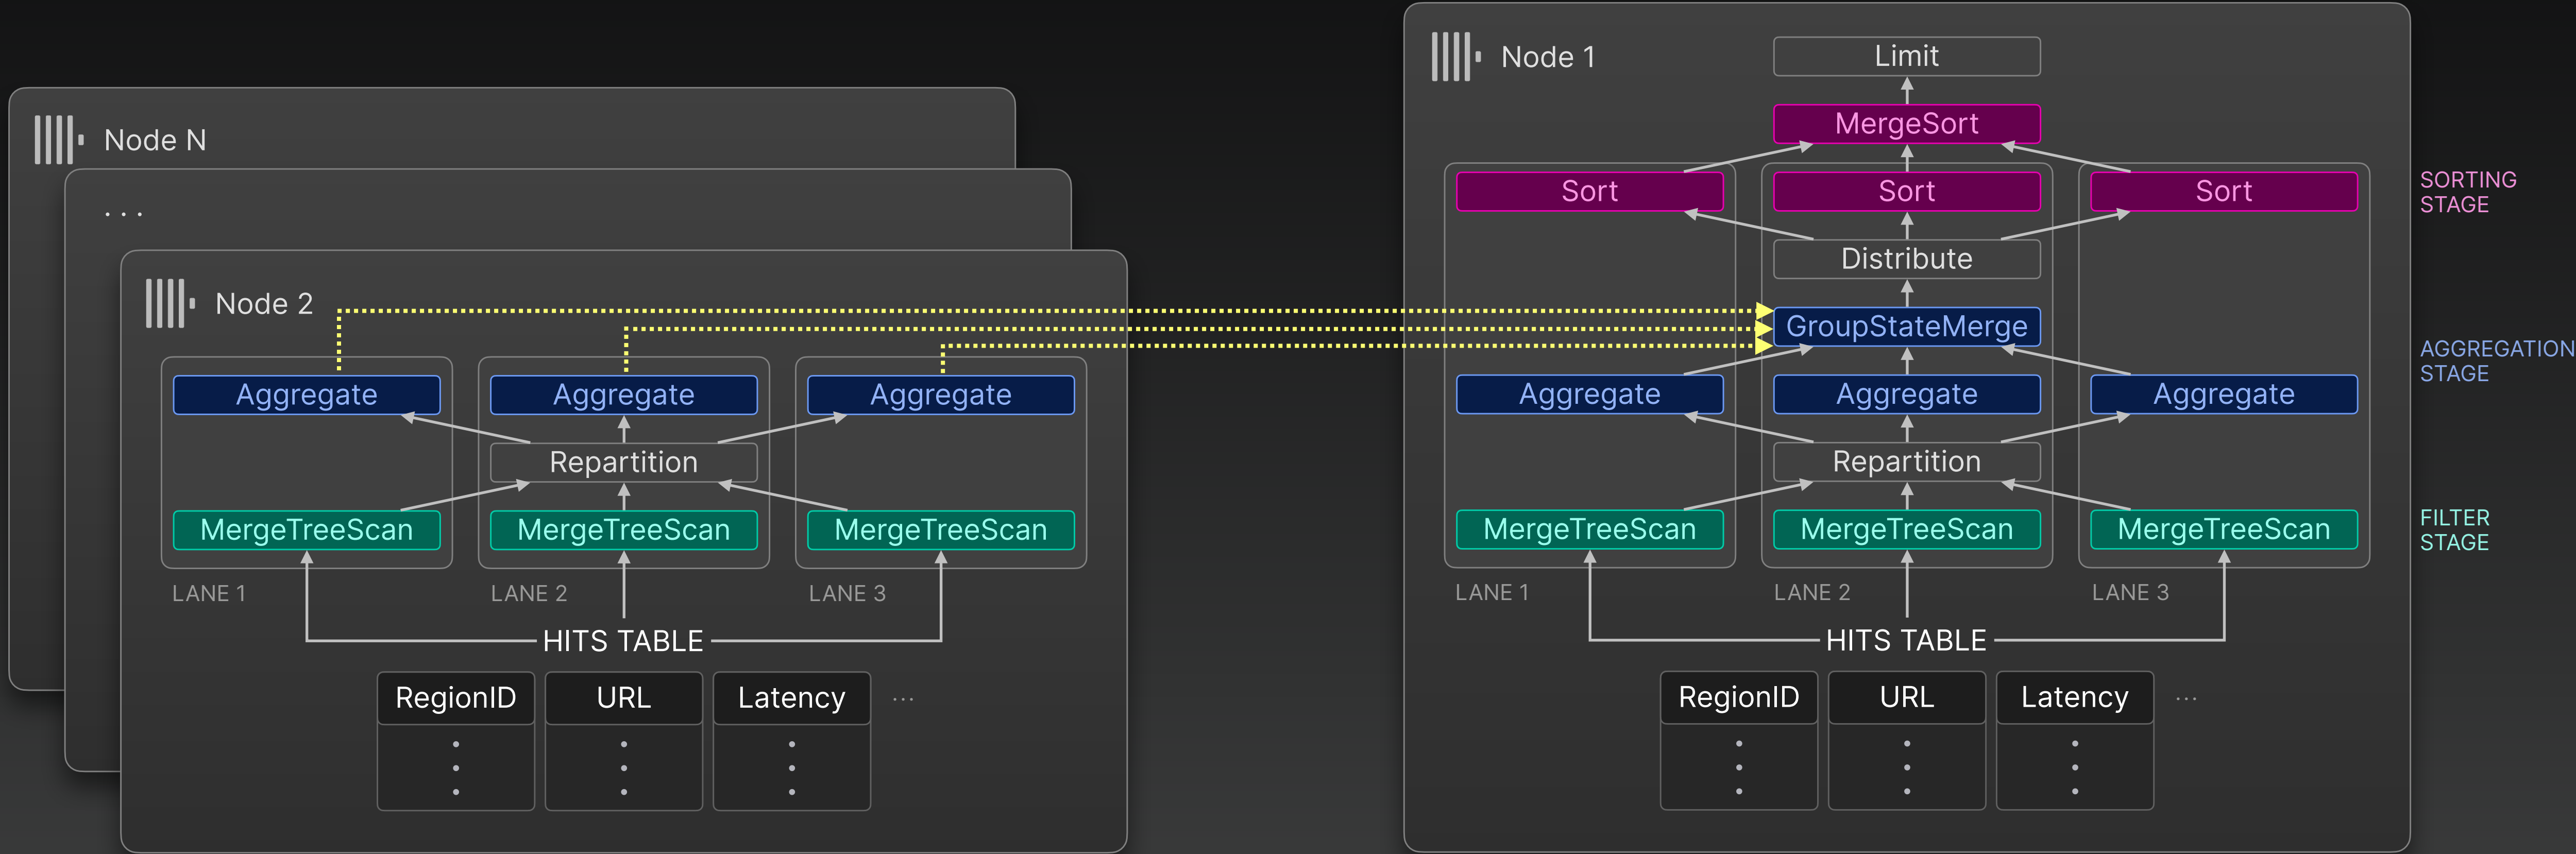 Node N
...
Node 2
Aggregate Aggregate Aggregate
Repartition
MergeTreeScan MergeTreeScan MergeTreeScan
LANE 1 LANE 2 LANE 3
HITS TABLE
RegionID URL Latency ...
Node 1
Limit
MergeSort
Sort Sort Sort
SORTING
STAGE
Distribute
GroupStateMerge
AGGREGATION
STAGE
Aggregate Aggregate Aggregate
Repartition
MergeTreeScan MergeTreeScan MergeTreeScan
FILTER
STAGE
LANE 1 LANE 2 LANE 3
HITS TABLE
RegionID URL Latency ...